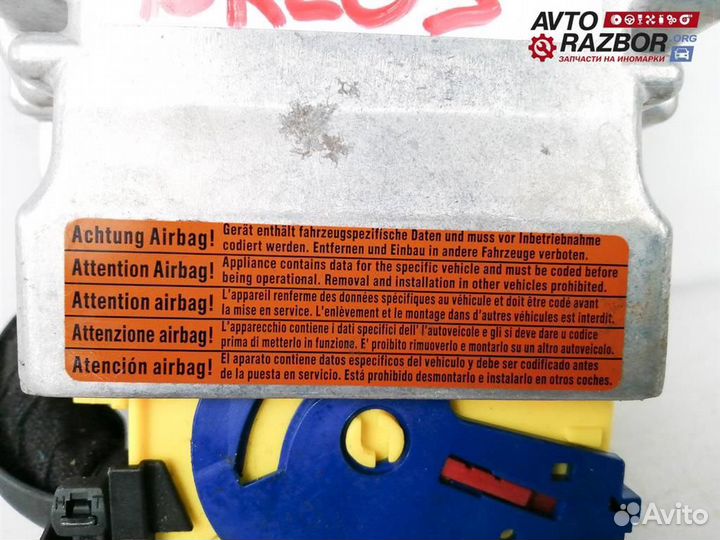 AVTO
RAZBOR.ORG
ЗАПЧАСТИ НА ИНОМАРКИ
Achtung Airbag! Gerät enthält fahrzeugspezifische Daten und muss vor Inbetriebnahme
codiert werden. Entfernen und Einbau in andere Fahrzeuge verboten.
Attention Airbag! Appliance contains data for the specific vehicle and must be coded before
being operational. Removal and installation in other vehicles prohibited.
Attention airbag! L'appareil renferme des données spécifiques au véhicule et doit être codé avant
la mise en service. L'enlèvement et le montage dans d'autres véhicules est interdit.
Attenzione airbag! L'apparecchio contiene i dati specifici dell' l'autoveicole e gli si deve dare u codice
prima di metterlo in funzione. E' proibito rimuoverlo e montarlo su un altro autoveicolo.
Atención airbag! El aparato contiene datos especificos del vehículo y debe ser codificado antes
de la puesta en servicio. Está prohibido desmontarlo e instalarlo en otros coches.
Avito